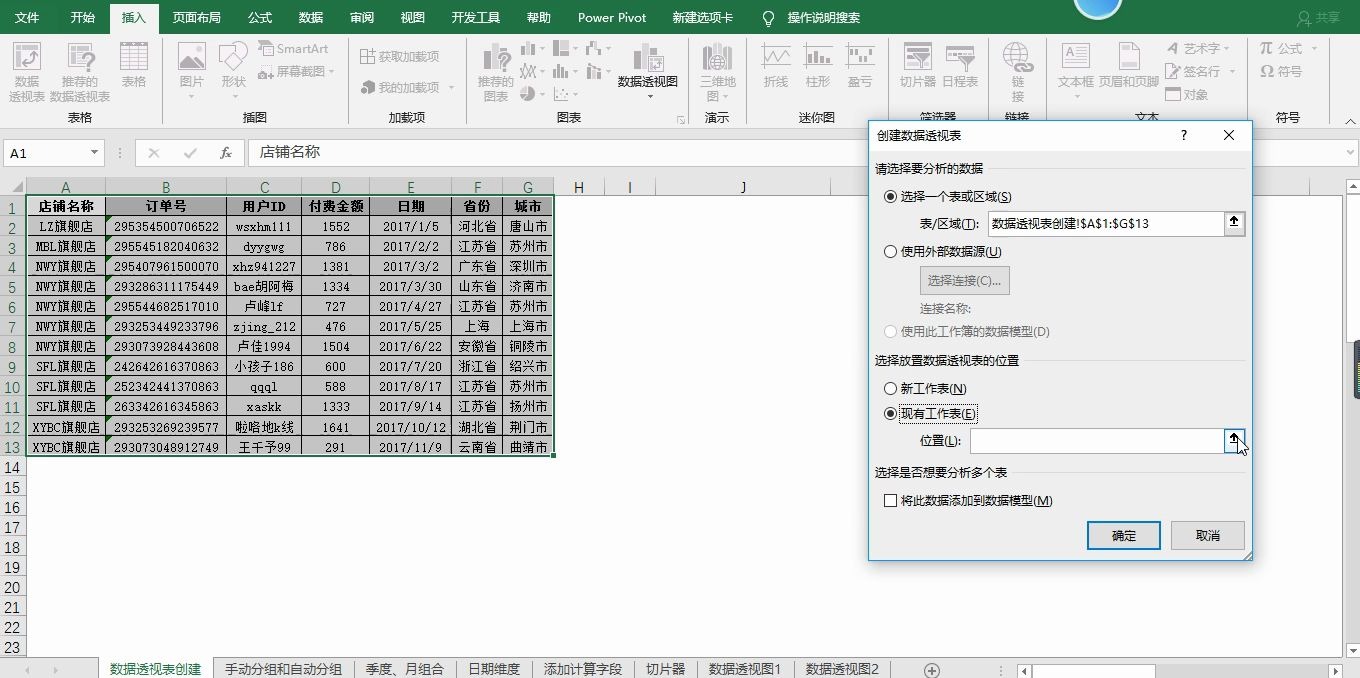 文件 开始 插入 页面布局 公式 数据 审阅 视图 开发工具 帮助 Power Pivot 新建选项卡 操作说明搜索 共享
数据透视表 推荐的数据透视表 表格 图片 形状 SmartArt 屏幕截图 获取加载项 我的加载项 推荐的图表 数据透视图 三维地图 折线 柱形 盈亏 切片器 日程表 链接 文本框 页眉和页脚 艺术字 签名行 对象 公式 符号
表格 插图 加载项 图表 演示 迷你图 筛选器 链接 文本 符号
A1 fx 店铺名称
A B C D E F G H I J
1 店铺名称 订单号 用户ID 付费金额 日期 省份 城市
2 LZ旗舰店 295354500706522 wsxhm111 1552 2017/1/5 河北省 唐山市
3 MBL旗舰店 295545182040632 dyygwg 786 2017/2/2 江苏省 苏州市
4 NWY旗舰店 295407961500070 xhz941227 1381 2017/3/2 广东省 深圳市
5 NWY旗舰店 293286311175449 bae胡阿梅 1334 2017/3/30 山东省 济南市
6 NWY旗舰店 295544682517010 卢峰lf 727 2017/4/27 江苏省 苏州市
7 NWY旗舰店 293253449233796 zjing_212 476 2017/5/25 上海 上海市
8 NWY旗舰店 293073928443608 卢佳1994 1504 2017/6/22 安徽省 铜陵市
9 SFL旗舰店 242642616370863 小孩子186 600 2017/7/20 浙江省 绍兴市
10 SFL旗舰店 252342441370863 qqql 588 2017/8/17 江苏省 苏州市
11 SFL旗舰店 263342616345863 xaskk 1333 2017/9/14 江苏省 扬州市
12 XYBC旗舰店 293253269239577 啦咯地k线 1641 2017/10/12 湖北省 荆门市
13 XYBC旗舰店 293073048912749 王千予99 291 2017/11/9 云南省 曲靖市
14
15
16
17
18
19
20
21
22
23
创建数据透视表 ? ×
请选择要分析的数据
选择一个表或区域(S)
表/区域(T): 数据透视表创建!$A$1:$G$13
使用外部数据源(U)
选择连接(C)...
连接名称:
使用此工作簿的数据模型(D)
选择放置数据透视表的位置
新工作表(N)
现有工作表(E)
位置(L):
选择是否想要分析多个表
将此数据添加到数据模型(M)
确定 取消
数据透视表创建 手动分组和自动分组 季度、月组合 日期维度 添加计算字段 切片器 数据透视图1 数据透视图2